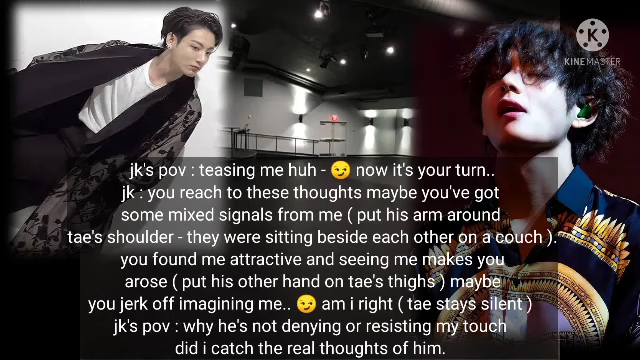 K
KINEMASTER
jk's pov : teasing me huh - 😏 now it's your turn..
jk : you reach to these thoughts maybe you've got
some mixed signals from me ( put his arm around
tae's shoulder - they were sitting beside each other on a couch ).
you found me attractive and seeing me makes you
arose ( put his other hand on tae's thighs ) maybe
you jerk off imagining me.. 😏 am i right ( tae stays silent )
jk's pov : why he's not denying or resisting my touch
did i catch the real thoughts of him.